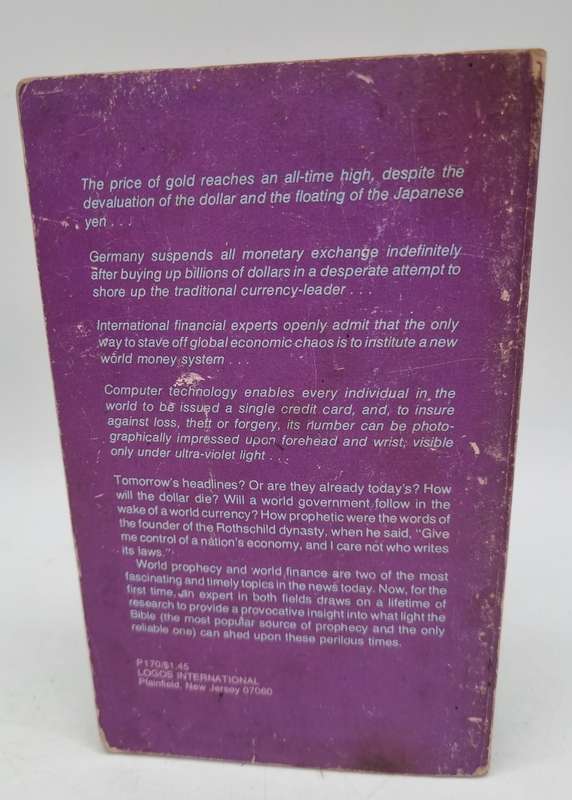 The price of gold reaches an all-time high, despite the
devaluation of the dollar and the floating of the Japanese
yen . . .
Germany suspends all monetary exchange indefinitely
after buying up billions of dollars in a desperate attempt to
shore up the traditional currency-leader . . .
International financial experts openly admit that the only
way to stave off global economic chaos is to institute a new
world money system . . .
Computer technology enables every individual in the
world to be issued a single credit card, and, to insure
against loss, theft or forgery, its number can be photo-
graphically impressed upon forehead and wrist, visible
only under ultra-violet light . . .
Tomorrow's headlines? Or are they already today's? How
will the dollar die? Will a world government follow in the
wake of a world currency? How prophetic were the words of
the founder of the Rothschild dynasty, when he said, "Give
me control of a nation's economy, and I care not who writes
its laws."
World prophecy and world finance are two of the most
fascinating and timely topics in the news today. Now, for the
first time, an expert in both fields draws on a lifetime of
research to provide a provocative insight into what light the
Bible (the most popular source of prophecy and the only
reliable one) can shed upon these perilous times.
P170/$1.45
LOGOS INTERNATIONAL
Plainfield, New Jersey 07060